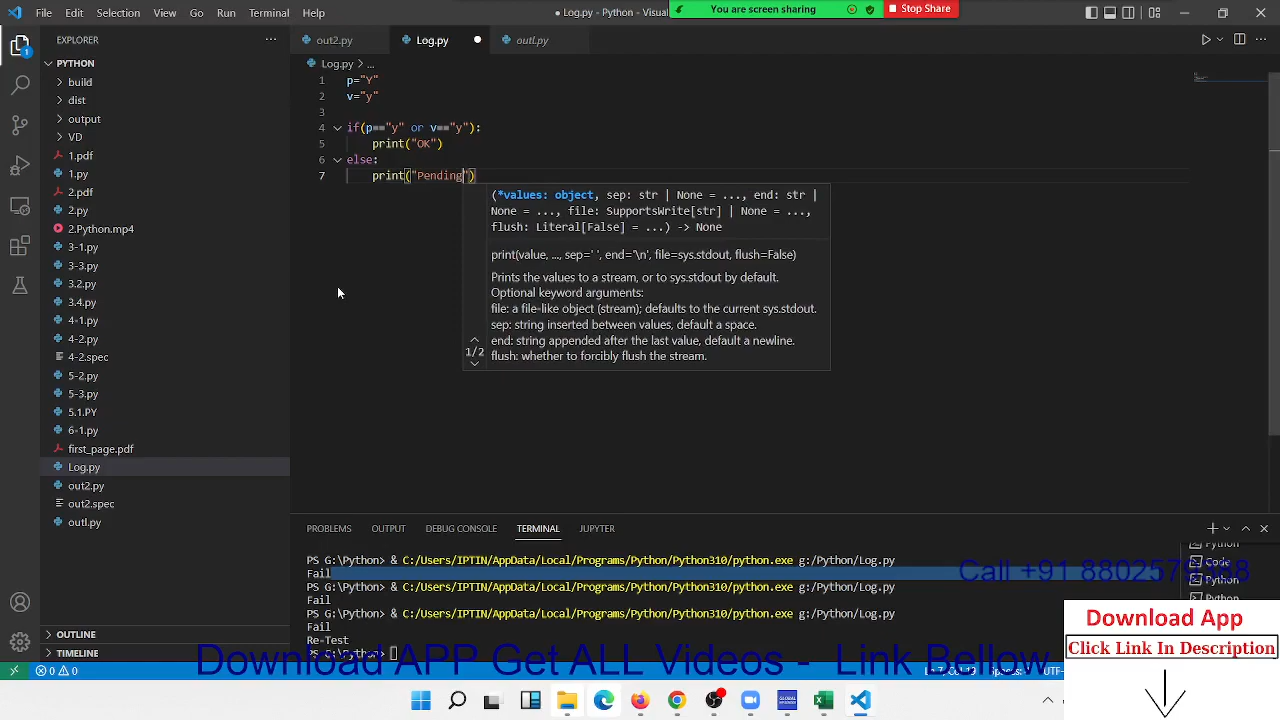 File Edit Selection View Go Run Terminal Help
● Log.py - Python - Visual
You are screen sharing
Stop Share
EXPLORER
out2.py
Log.py
outl.py
PYTHON
Log.py > ...
build
dist
output
VD
1.pdf
1.py
2.pdf
2.py
2.Python.mp4
3-1.py
3-3.py
3.2.py
3.4.py
4-1.py
4-2.py
4-2.spec
5-2.py
5-3.py
5.1.PY
6-1.py
first_page.pdf
Log.py
out2.py
out2.spec
outl.py
OUTLINE
TIMELINE
1 p="Y"
2 v="y"
3
4 if(p=="y" or v=="y"):
5 print("OK")
6 else:
7 print("Pending")
(*values: object, sep: str | None = ..., end: str |
None = ..., file: SupportsWrite[str] | None = ...,
flush: Literal[False] = ...) -> None
print(value, ..., sep=' ', end='\n', file=sys.stdout, flush=False)
Prints the values to a stream, or to sys.stdout by default.
Optional keyword arguments:
file: a file-like object (stream); defaults to the current sys.stdout.
sep: string inserted between values, default a space.
end: string appended after the last value, default a newline.
flush: whether to forcibly flush the stream.
1/2
PROBLEMS OUTPUT DEBUG CONSOLE TERMINAL JUPYTER
PS G:\Python> & C:/Users/IPTIN/AppData/Local/Programs/Python/Python310/python.exe g:/Python/Log.py
Fail
PS G:\Python> & C:/Users/IPTIN/AppData/Local/Programs/Python/Python310/python.exe g:/Python/Log.py
Fail
PS G:\Python> & C:/Users/IPTIN/AppData/Local/Programs/Python/Python310/python.exe g:/Python/Log.py
Fail
Re-Test
PS G:\Python>
Python
Code
Python
Python
Call +91 8802579388
Download APP Get ALL Videos - Link Bellow
Download App
Click Link In Description
0 0
UTF-